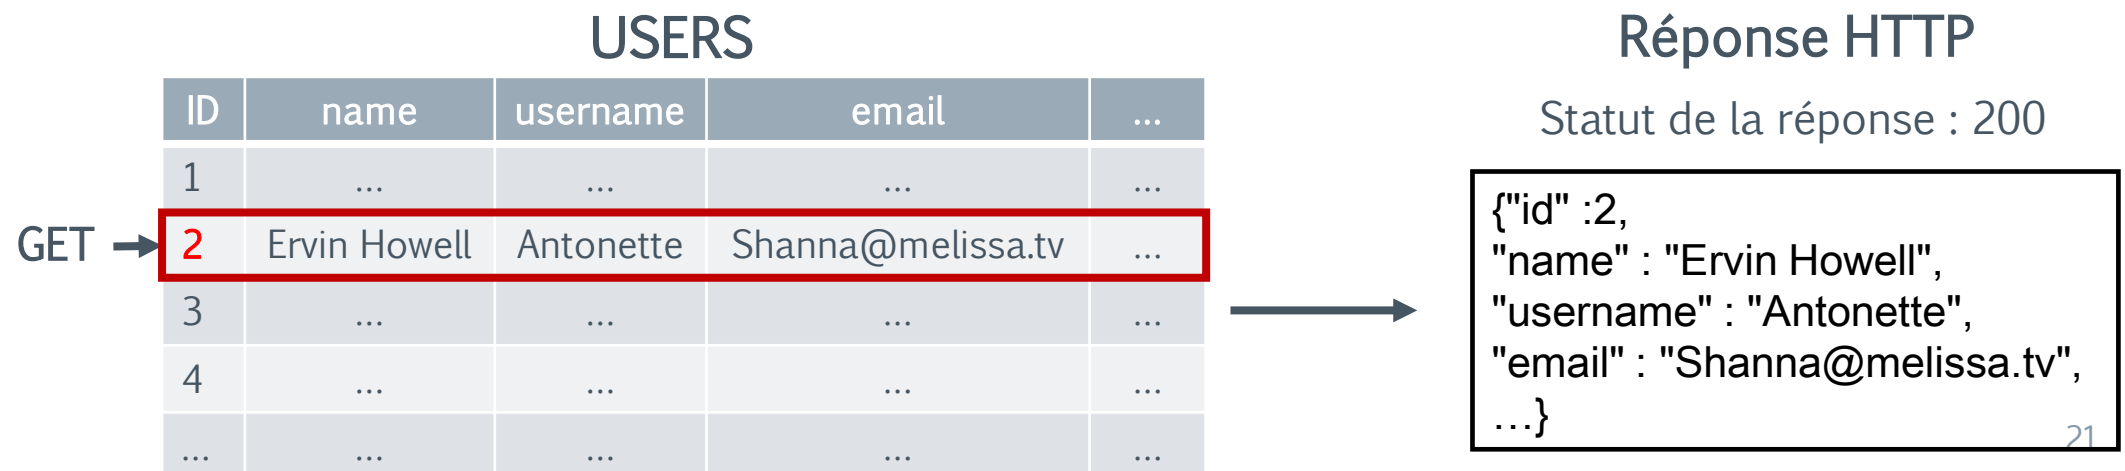 USERS
ID name username email ...
1 ... ... ... ...
GET 2 Ervin Howell Antonette Shanna@melissa.tv ...
3 ... ... ... ...
4 ... ... ... ...
... ... ... ... ...
Réponse HTTP
Statut de la réponse : 200
{"id" :2,
"name" : "Ervin Howell",
"username" : "Antonette",
"email" : "Shanna@melissa.tv",
…}
21